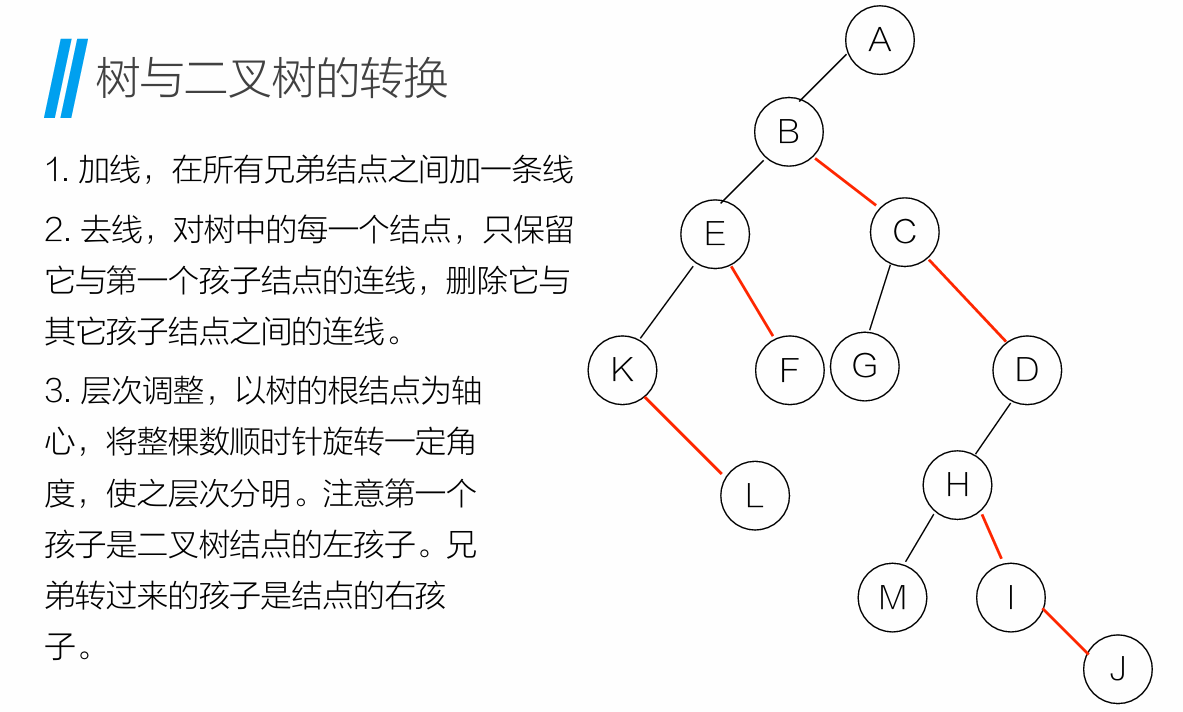 树与二叉树的转换
1. 加线，在所有兄弟结点之间加一条线
2. 去线，对树中的每一个结点，只保留
它与第一个孩子结点的连线，删除它与
其它孩子结点之间的连线。
3. 层次调整，以树的根结点为轴
心，将整棵数顺时针旋转一定角
度，使之层次分明。注意第一个
孩子是二叉树结点的左孩子。兄
弟转过来的孩子是结点的右孩
子。
A
B
E
C
K
F
G
D
L
H
M
I
J